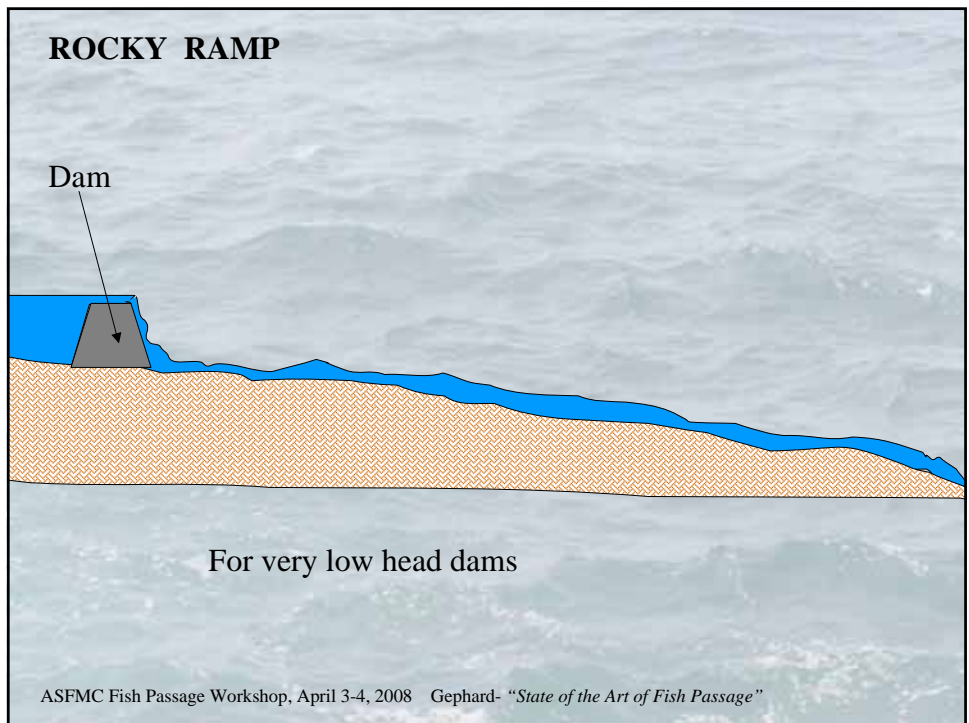 ROCKY RAMP
Dam
For very low head dams
ASFMC Fish Passage Workshop, April 3-4, 2008 Gephard- “State of the Art of Fish Passage”